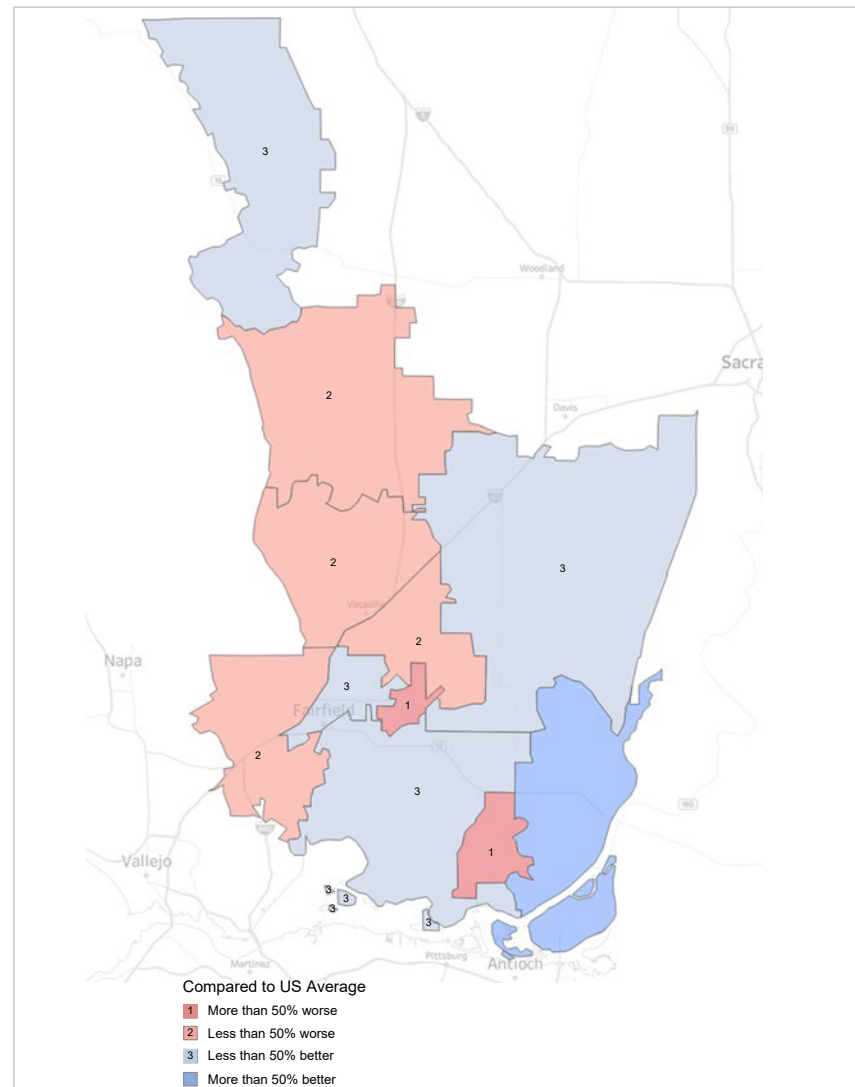 3
Woodland
Sacra
2
Davis
3
2
Vacaville
2
Napa
3
1
Fairfield
2
3
1
Vallejo
3
3
3
3
Martinez
Pittsburg
Antioch
Compared to US Average
1 More than 50% worse
2 Less than 50% worse
3 Less than 50% better
More than 50% better